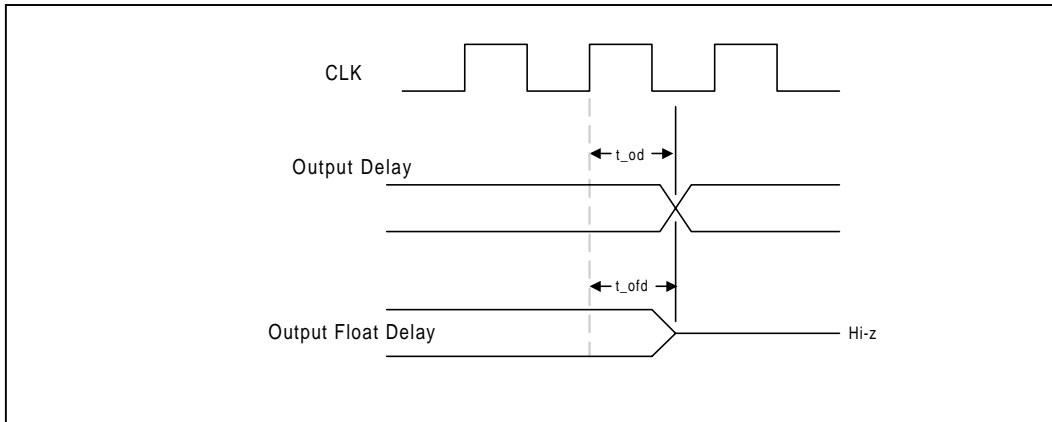 CLK
t_od
Output Delay
t_ofd
Output Float Delay
Hi-z